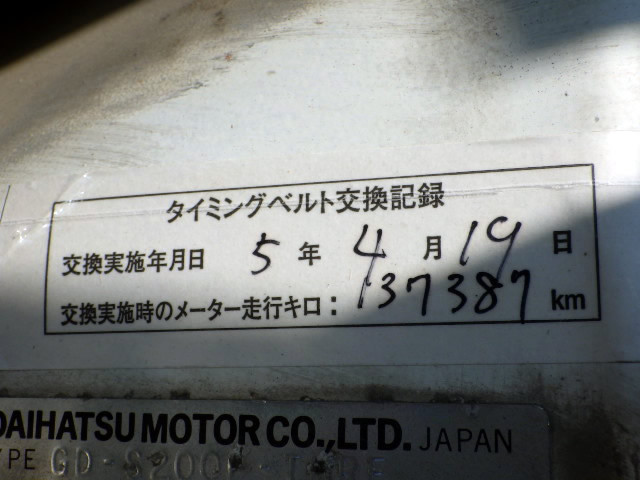 タイミングベルト交換記録
交換実施年月日 5 年 4 月 19 日
交換実施時のメーター走行キロ： 137387 km
DAIHATSU MOTOR CO.,LTD. JAPAN